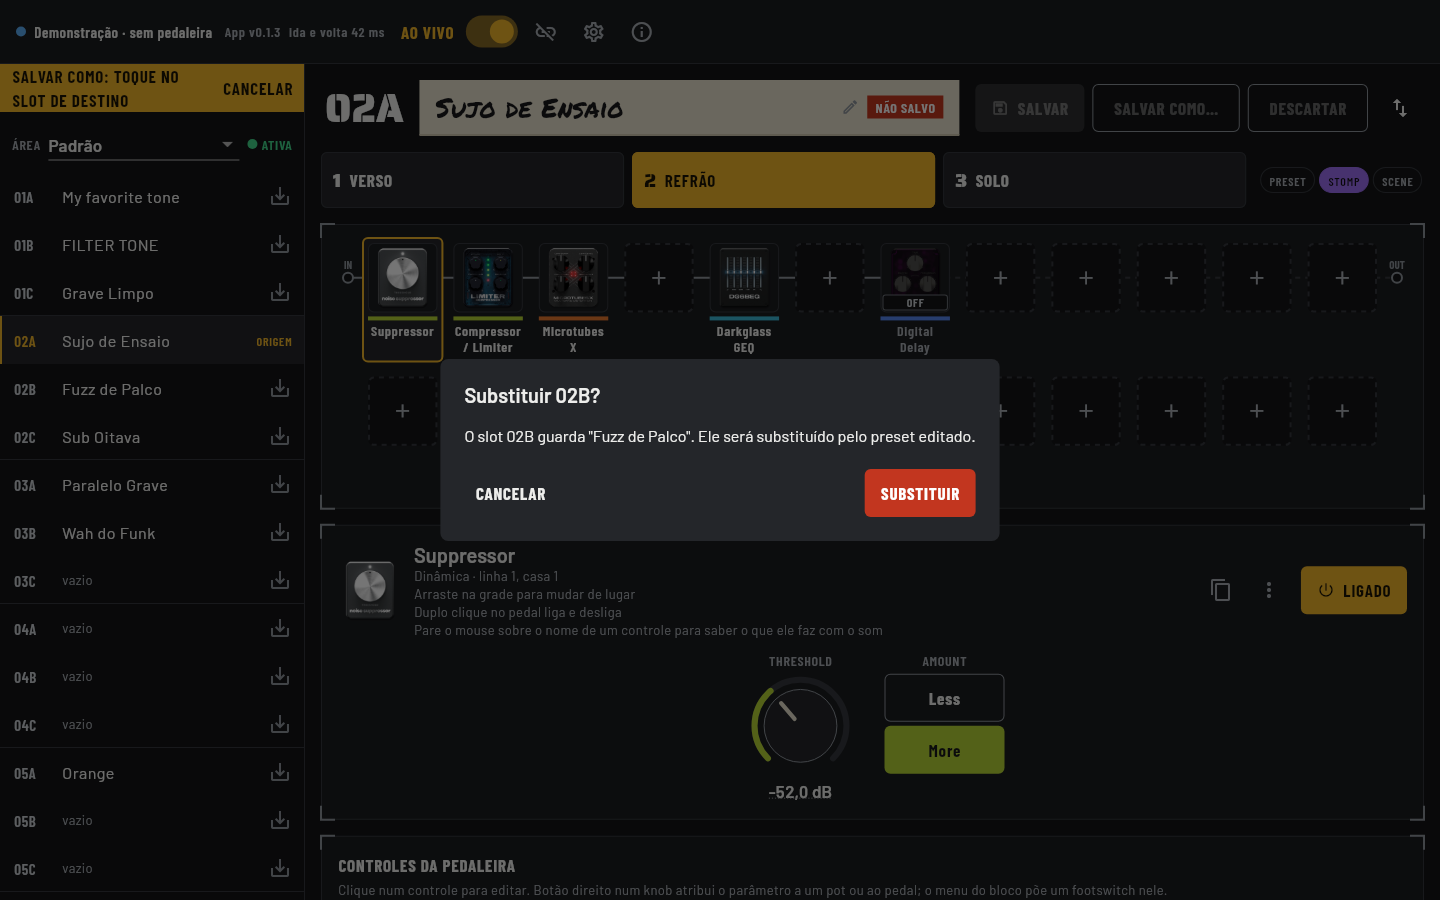 Demonstração · sem pedaleira App v0.1.3 Ida e volta 42 ms AO VIVO
SALVAR COMO: TOQUE NO
SLOT DE DESTINO
CANCELAR
ÁREA Padrão ATIVA
01A My favorite tone
01B FILTER TONE
01C Grave Limpo
02A Sujo de Ensaio ORIGEM
02B Fuzz de Palco
02C Sub Oitava
03A Paralelo Grave
03B Wah do Funk
03C vazio
04A vazio
04B vazio
04C vazio
05A Orange
05B vazio
05C vazio
02A Sujo de Ensaio NÃO SALVO SALVAR SALVAR COMO... DESCARTAR
1 VERSO 2 REFRÃO 3 SOLO PRESET STOMP SCENE
IN
OUT
LIMITER
DGSBEQ
OFF
Suppressor
Compressor
/ Limiter
Microtubes
X
Darkglass
GEQ
Digital
Delay
Substituir 02B?
O slot 02B guarda "Fuzz de Palco". Ele será substituído pelo preset editado.
CANCELAR SUBSTITUIR
Suppressor
Dinâmica · linha 1, casa 1
Arraste na grade para mudar de lugar
Duplo clique no pedal liga e desliga
Pare o mouse sobre o nome de um controle para saber o que ele faz com o som
LIGADO
THRESHOLD AMOUNT
Less
More
-52,0 dB
CONTROLES DA PEDALEIRA
Clique num controle para editar. Botão direito num knob atribui o parâmetro a um pot ou ao pedal; o menu do bloco põe um footswitch nele.